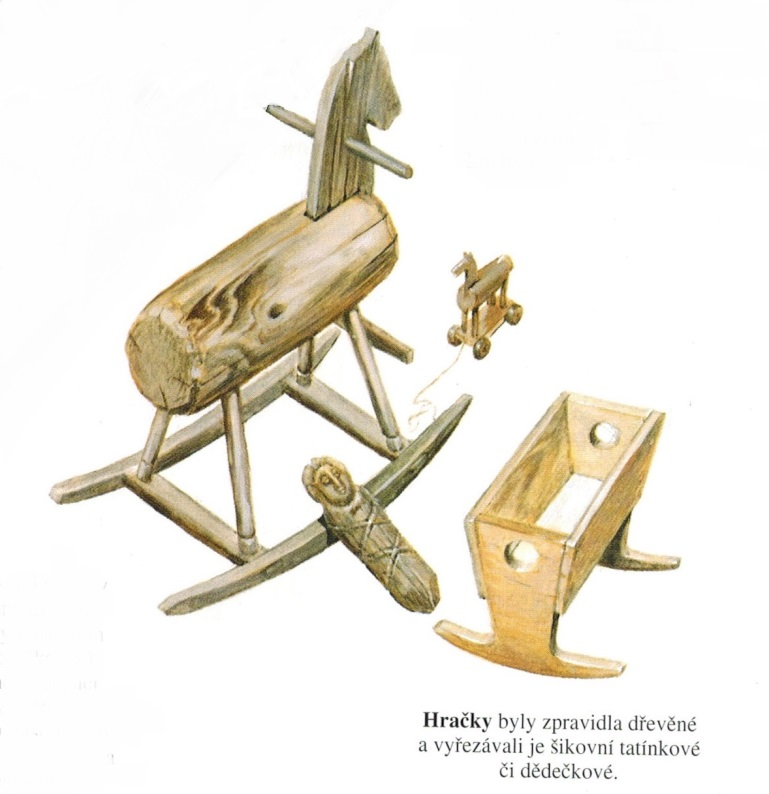 Hračky byly zpravidla dřevěné
a vyřezávali je šikovní tatínkové
či dědečkové.